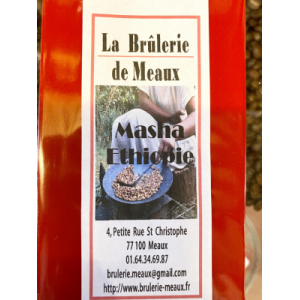 La Brûlerie
de Meaux
Masha
Ethiopie
4, Petite Rue St Christophe
77 100 Meaux
01.64.34.69.87
brulerie.meaux@gmail.com
http://www.brulerie-meaux.fr